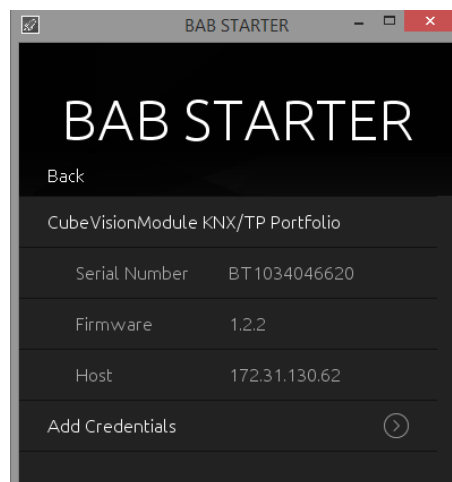 BAB STARTER
BAB STARTER
Back
CubeVisionModule KNX/TP Portfolio
Serial Number BT1034046620
Firmware 1.2.2
Host 172.31.130.62
Add Credentials